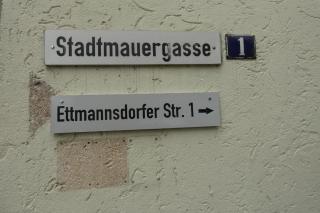 Stadtmauergasse 1
Ettmannsdorfer Str. 1 →